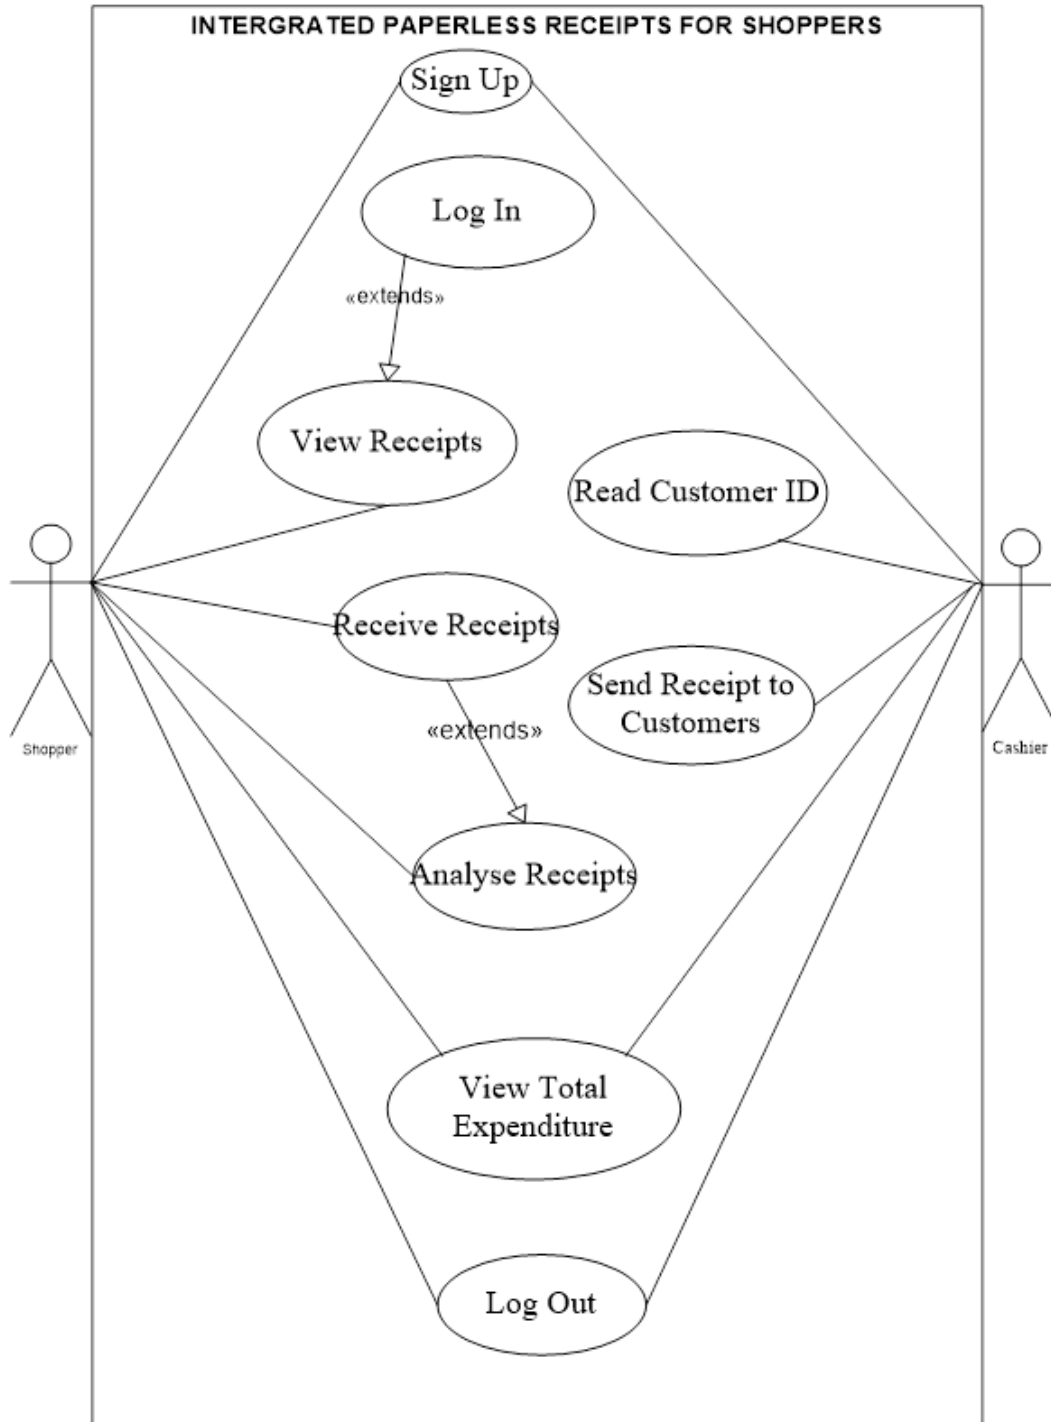 INTERGRATED PAPERLESS RECEIPTS FOR SHOPPERS
Sign Up
Log In
«extends»
View Receipts
Read Customer ID
Receive Receipts
Send Receipt to
Customers
«extends»
Shopper
Cashier
Analyse Receipts
View Total
Expenditure
Log Out